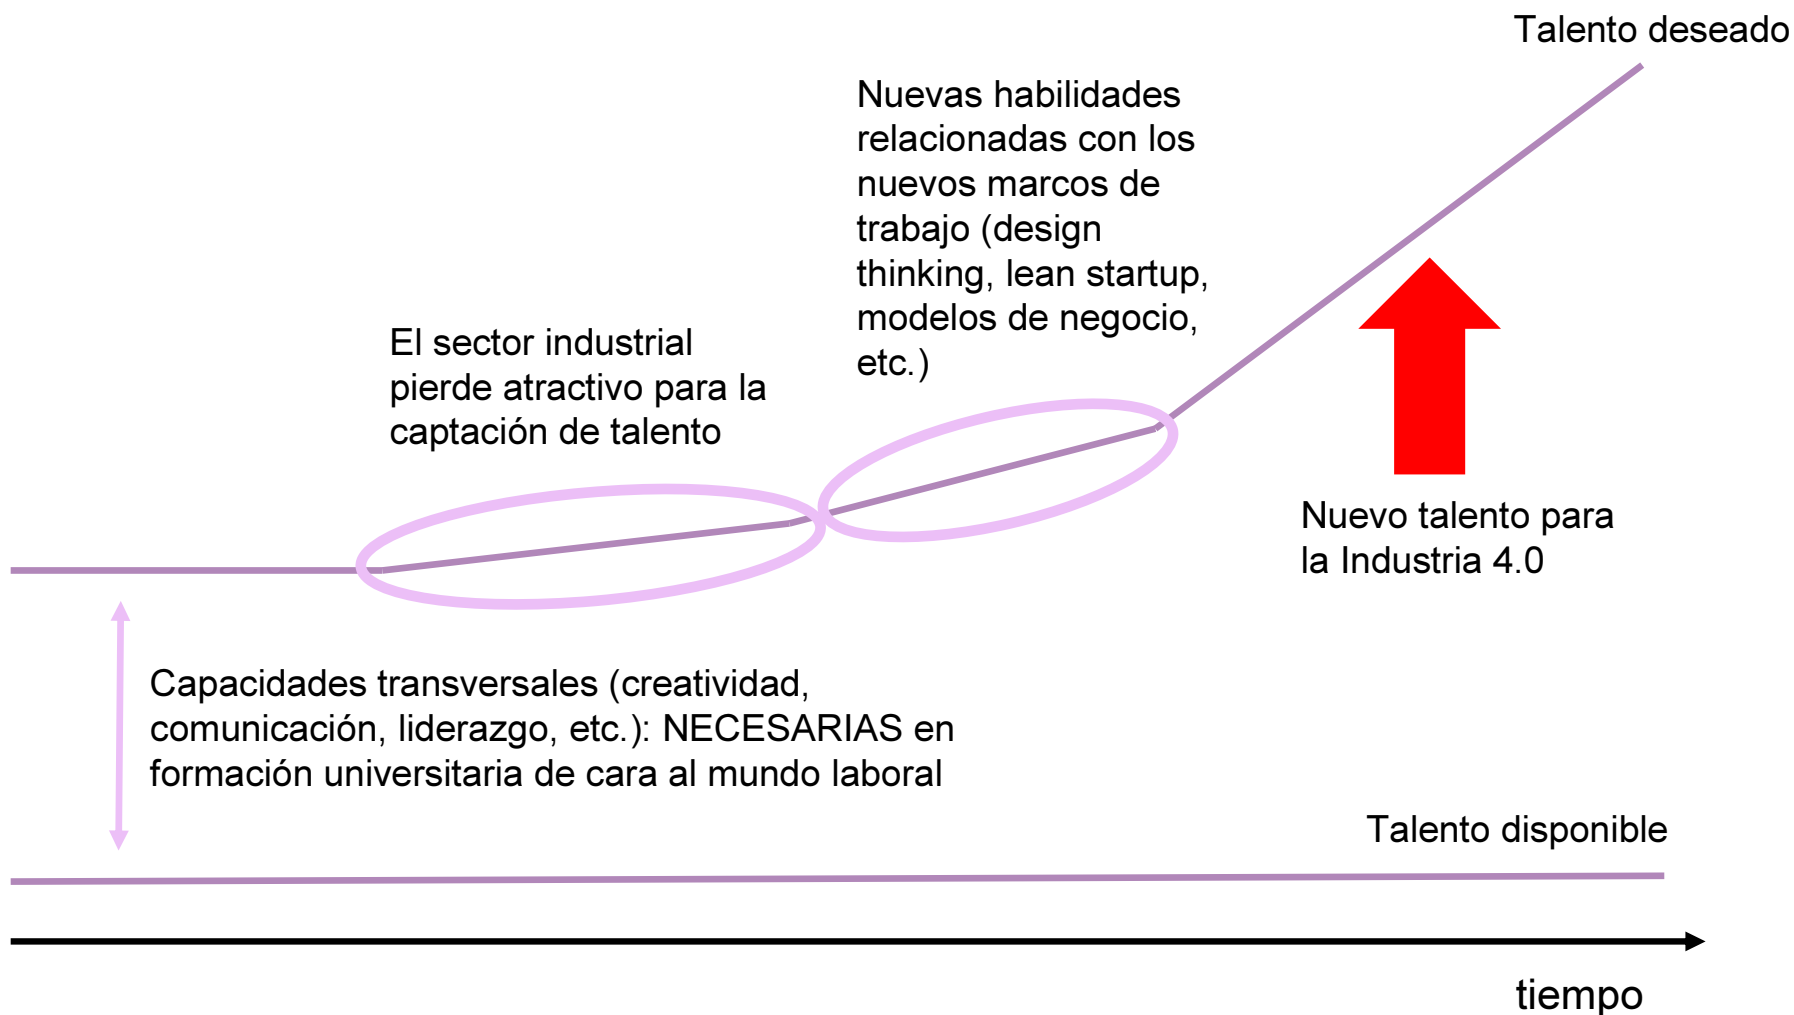 Talento deseado
Nuevas habilidades
relacionadas con los
nuevos marcos de
trabajo (design
thinking, lean startup,
modelos de negocio,
etc.)
El sector industrial
pierde atractivo para la
captación de talento
Nuevo talento para
la Industria 4.0
Capacidades transversales (creatividad,
comunicación, liderazgo, etc.): NECESARIAS en
formación universitaria de cara al mundo laboral
Talento disponible
tiempo